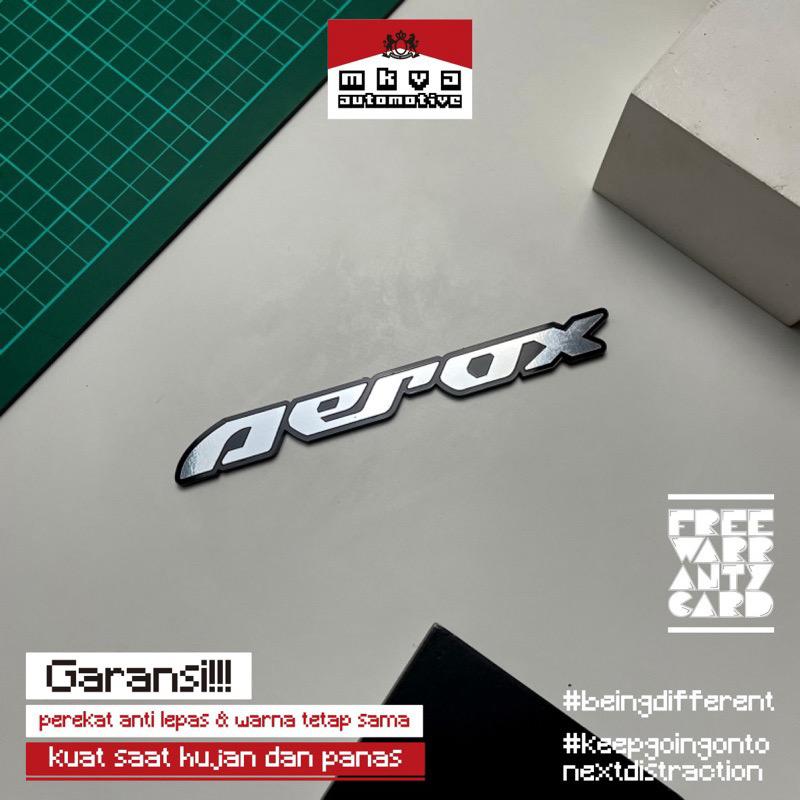 mkva
automotive
aerox
FREE
WARR
ANTY
CARD
Garansi!!!
perekat anti lepas & warna tetap sama
kuat saat hujan dan panas
#beingdifferent
#keepgoingonto
nextdistraction